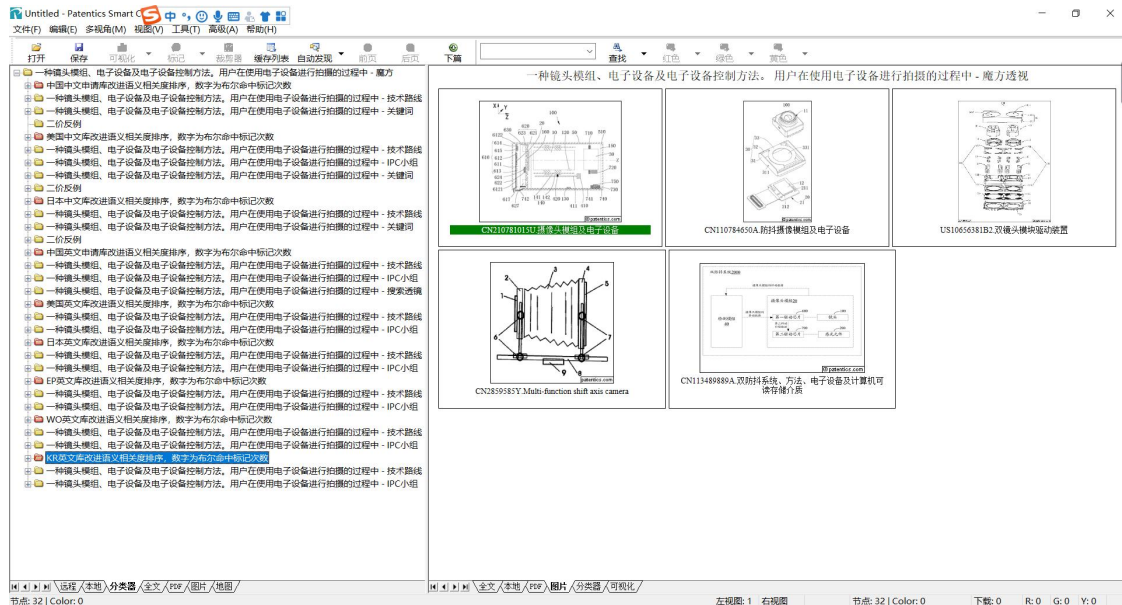 Untitled - Patentics Smart C
中
文件(F) 编辑(E) 多视角(M) 视图(V) 工具(T) 高级(A) 帮助(H)
打开 保存 可视化 标记 裁剪器 缓存列表 自动发现 前页 后页 下篇 查找 红色 绿色 黄色
一种镜头模组、电子设备及电子设备控制方法。用户在使用电子设备进行拍摄的过程中 - 魔方
中国中文申请库改进语义相关度排序，数字为布尔命中标记次数
一种镜头模组、电子设备及电子设备控制方法。用户在使用电子设备进行拍摄的过程中 - 技术路线
一种镜头模组、电子设备及电子设备控制方法。用户在使用电子设备进行拍摄的过程中 - 关键词
二价反例
美国中文库改进语义相关度排序，数字为布尔命中标记次数
一种镜头模组、电子设备及电子设备控制方法。用户在使用电子设备进行拍摄的过程中 - 技术路线
一种镜头模组、电子设备及电子设备控制方法。用户在使用电子设备进行拍摄的过程中 - IPC小组
一种镜头模组、电子设备及电子设备控制方法。用户在使用电子设备进行拍摄的过程中 - 关键词
二价反例
日本中文库改进语义相关度排序，数字为布尔命中标记次数
一种镜头模组、电子设备及电子设备控制方法。用户在使用电子设备进行拍摄的过程中 - 技术路线
一种镜头模组、电子设备及电子设备控制方法。用户在使用电子设备进行拍摄的过程中 - 关键词
二价反例
中国英文申请库改进语义相关度排序，数字为布尔命中标记次数
一种镜头模组、电子设备及电子设备控制方法。用户在使用电子设备进行拍摄的过程中 - 技术路线
一种镜头模组、电子设备及电子设备控制方法。用户在使用电子设备进行拍摄的过程中 - IPC小组
一种镜头模组、电子设备及电子设备控制方法。用户在使用电子设备进行拍摄的过程中 - 搜索透镜
美国英文库改进语义相关度排序，数字为布尔命中标记次数
一种镜头模组、电子设备及电子设备控制方法。用户在使用电子设备进行拍摄的过程中 - 技术路线
一种镜头模组、电子设备及电子设备控制方法。用户在使用电子设备进行拍摄的过程中 - IPC小组
日本英文库改进语义相关度排序，数字为布尔命中标记次数
一种镜头模组、电子设备及电子设备控制方法。用户在使用电子设备进行拍摄的过程中 - 技术路线
一种镜头模组、电子设备及电子设备控制方法。用户在使用电子设备进行拍摄的过程中 - IPC小组
EP英文库改进语义相关度排序，数字为布尔命中标记次数
一种镜头模组、电子设备及电子设备控制方法。用户在使用电子设备进行拍摄的过程中 - 技术路线
一种镜头模组、电子设备及电子设备控制方法。用户在使用电子设备进行拍摄的过程中 - IPC小组
WO英文库改进语义相关度排序，数字为布尔命中标记次数
一种镜头模组、电子设备及电子设备控制方法。用户在使用电子设备进行拍摄的过程中 - 技术路线
一种镜头模组、电子设备及电子设备控制方法。用户在使用电子设备进行拍摄的过程中 - IPC小组
KR英文库改进语义相关度排序，数字为布尔命中标记次数
一种镜头模组、电子设备及电子设备控制方法。用户在使用电子设备进行拍摄的过程中 - 技术路线
一种镜头模组、电子设备及电子设备控制方法。用户在使用电子设备进行拍摄的过程中 - IPC小组
一种镜头模组、电子设备及电子设备控制方法。 用户在使用电子设备进行拍摄的过程中 - 魔方透视
CN210781015U.摄像头模组及电子设备
CN110784650A.防抖摄像模组及电子设备
US10656381B2.双镜头模块驱动装置
CN2859585Y.Multi-function shift axis camera
CN113489889A.双防抖系统、方法、电子设备及计算机可
读存储介质
远程 本地 分类器 全文 PDF 图片 地图
全文 本地 PDF 图片 分类器 可视化
节点: 32 | Color: 0 左视图: 1 右视图 节点: 32 | Color: 0 下载: 0 R: 0 G: 0 Y: 0